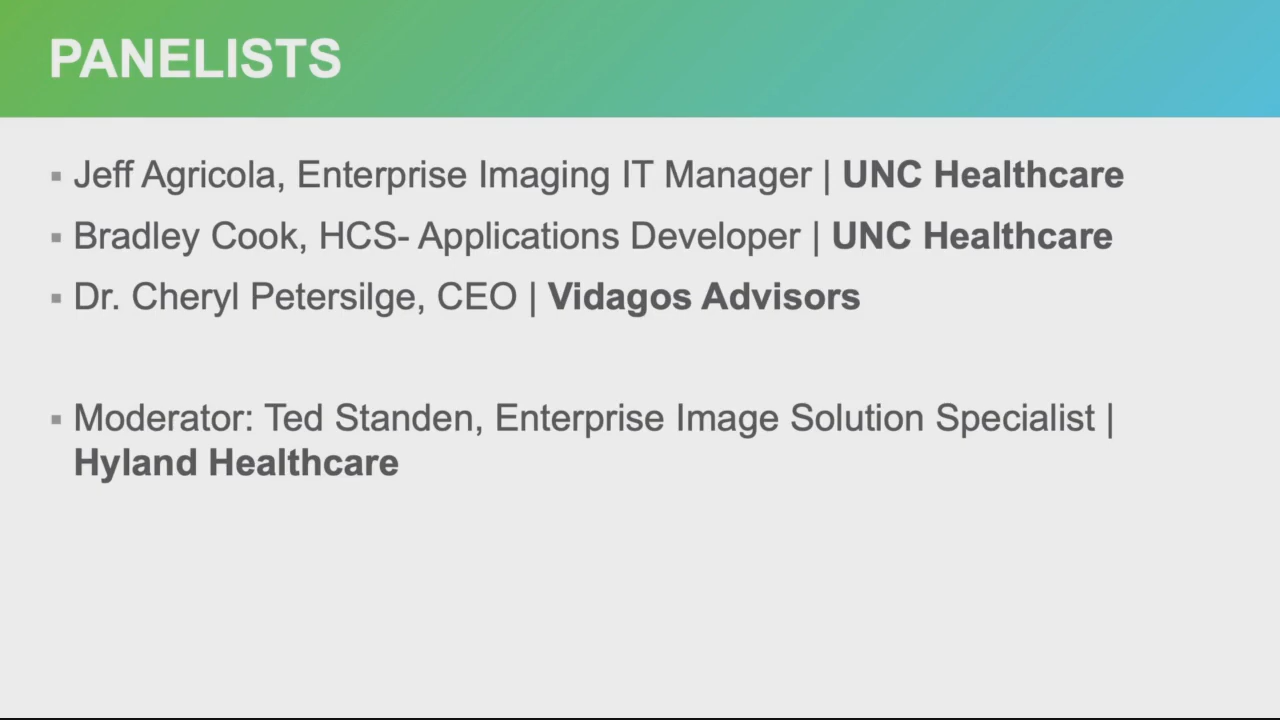 PANELISTS
▪ Jeff Agricola, Enterprise Imaging IT Manager | UNC Healthcare
▪ Bradley Cook, HCS- Applications Developer | UNC Healthcare
▪ Dr. Cheryl Petersilge, CEO | Vidagos Advisors
▪ Moderator: Ted Standen, Enterprise Image Solution Specialist |
Hyland Healthcare